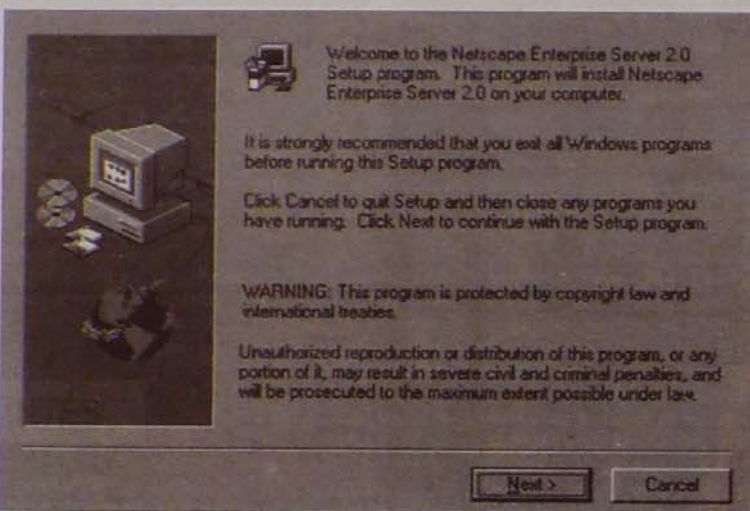 Welcome to the Netscape Enterprise Server 2.0
Setup program. This program will install Netscape
Enterprise Server 2.0 on your computer.
It is strongly recommended that you exit all Windows programs
before running this Setup program.
Click Cancel to quit Setup and then close any programs you
have running. Click Next to continue with the Setup program.
WARNING: This program is protected by copyright law and
international treaties.
Unauthorized reproduction or distribution of this program, or any
portion of it, may result in severe civil and criminal penalties, and
will be prosecuted to the maximum extent possible under law.
Next >
Cancel